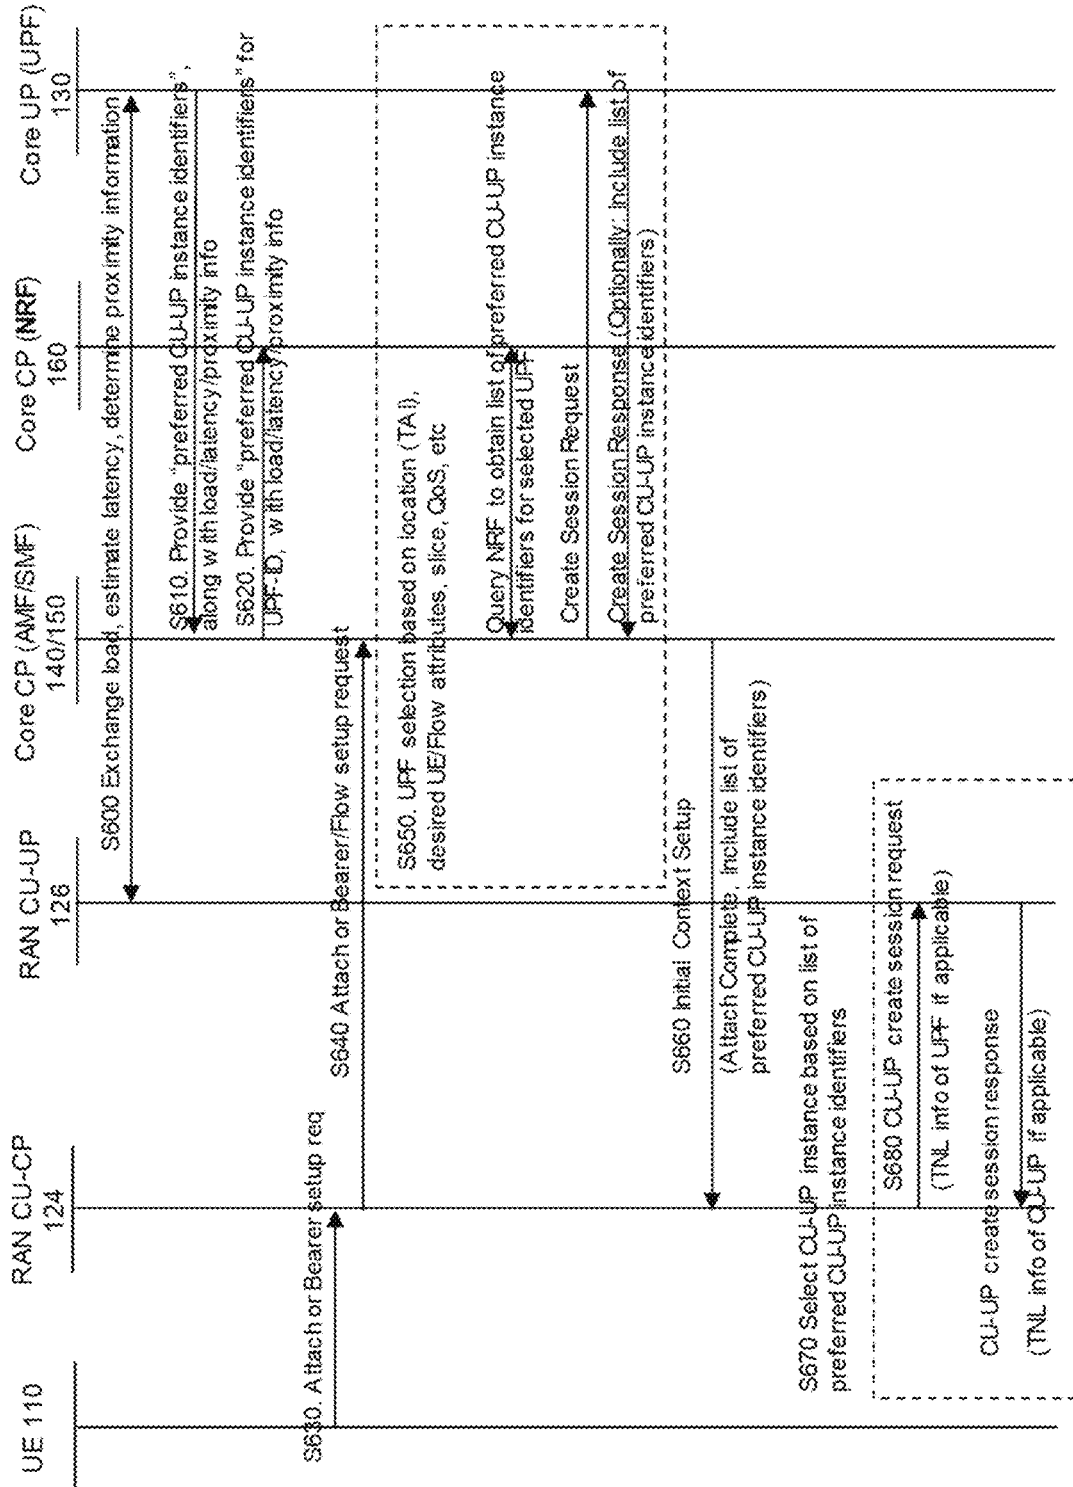 UE 110
RAN CU-CP
124
RAN CU-UP
126
Core CP (AMF/SMF)
140/150
Core CP (NRF)
160
Core UP (UPF)
130
S600 Exchange load, estimate latency, determine proximity information
S610. Provide "preferred CU-UP instance identifiers",
along with load/latency/proximity info
S620. Provide "preferred CU-UP instance identifiers" for
UPF-ID, with load/latency/proximity info
S630. Attach or Bearer setup req
S640 Attach or Bearer/Flow setup request
S650. UPF selection based on location (TAI),
desired UE/Flow attributes, slice, QoS, etc
Query NRF to obtain list of preferred CU-UP instance
identifiers for selected UPF
Create Session Request
Create Session Response (Optionally: include list of
preferred CU-UP instance identifiers)
S660 Initial Context Setup
(Attach Complete, include list of
preferred CU-UP instance identifiers)
S670 Select CU-UP instance based on list of
preferred CU-UP instance identifiers
S680 CU-UP create session request
(TNL info of UPF if applicable)
CU-UP create session response
(TNL info of CU-UP if applicable)